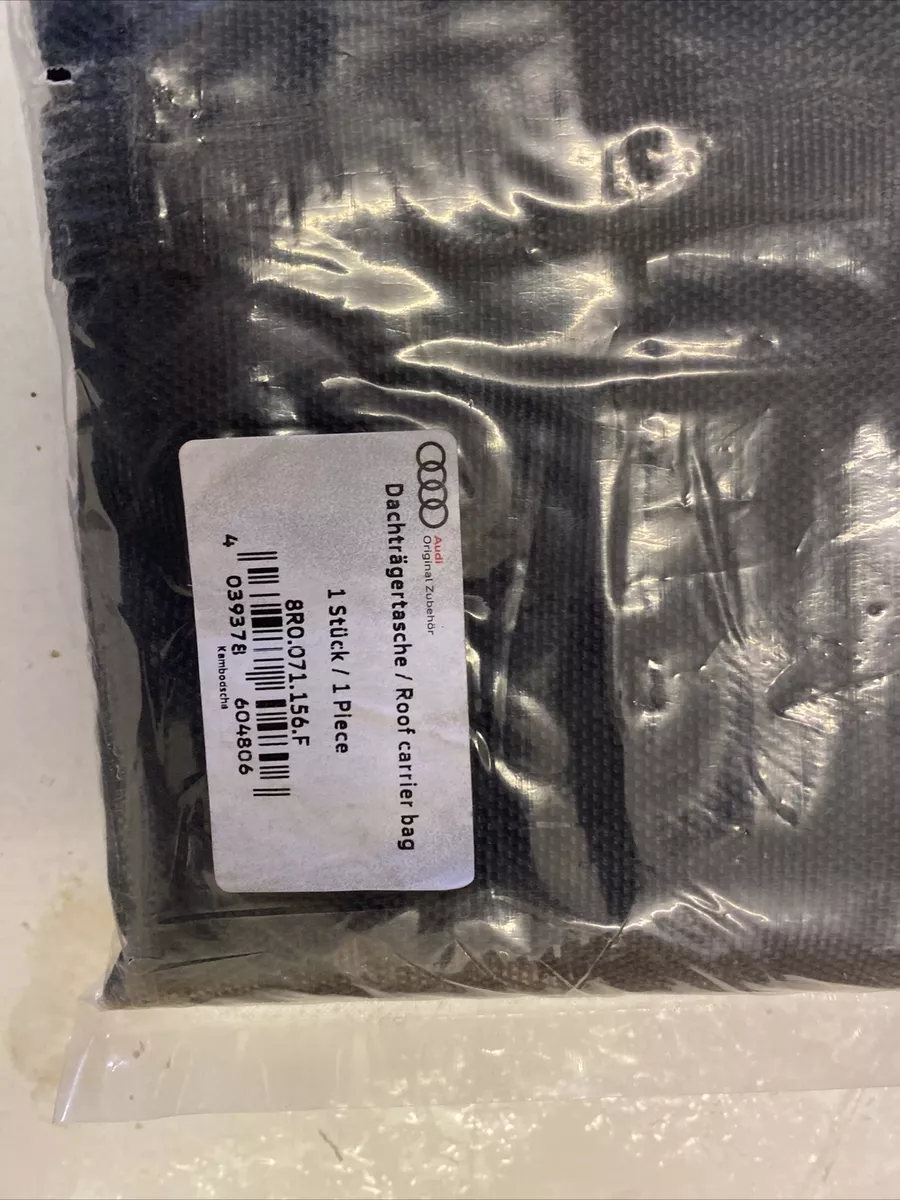 Audi
Original Zubehör
Dachträgertasche / Roof carrier bag
1 Stück / 1 Piece
8R0.071.156.F
4 039378 604806
Kambodscha